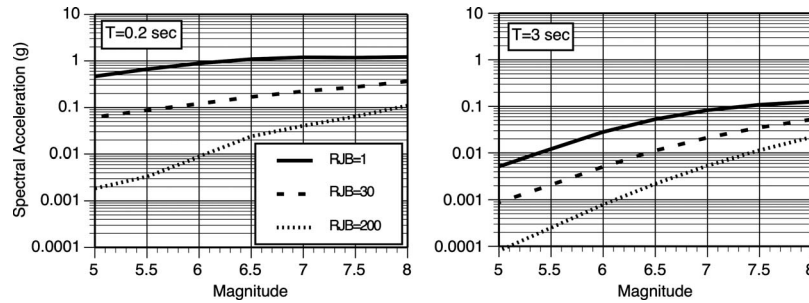 T=0.2 sec
Spectral Acceleration (g)
10
1
0.1
0.01
0.001
0.0001
RJB=1
RJB=30
RJB=200
5 5.5 6 6.5 7 7.5 8
Magnitude
T=3 sec
10
1
0.1
0.01
0.001
0.0001
5 5.5 6 6.5 7 7.5 8
Magnitude